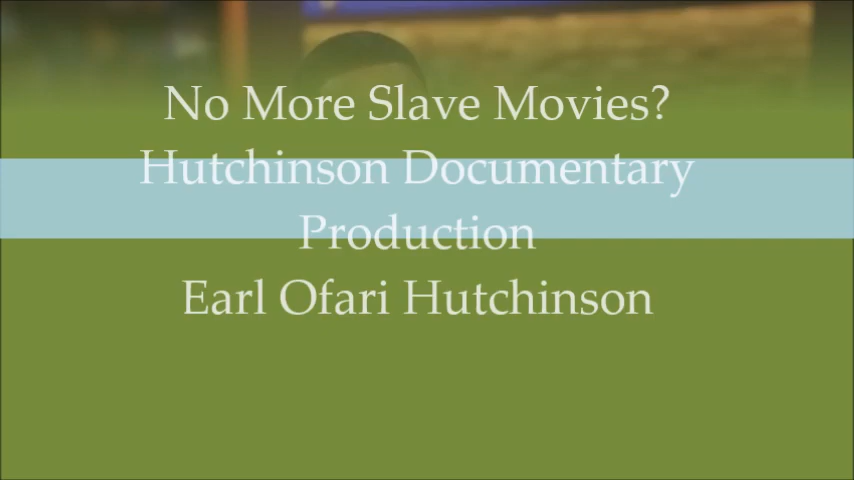 No More Slave Movies?
Hutchinson Documentary
Production
Earl Ofari Hutchinson